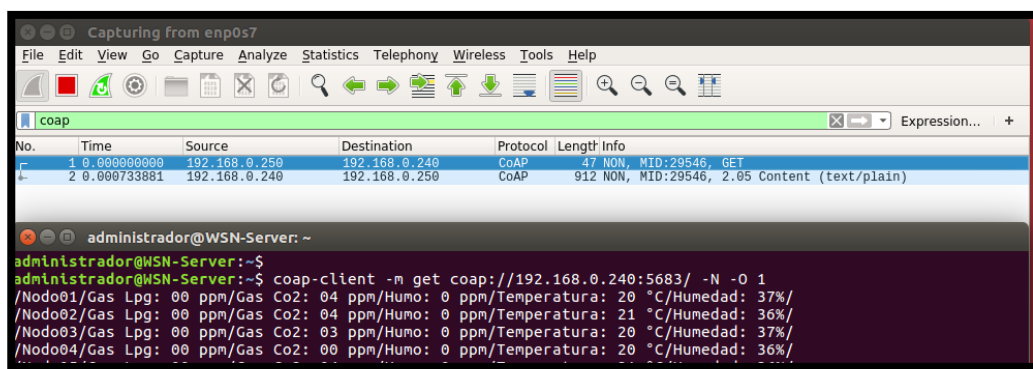 Capturing from enp0s7
File Edit View Go Capture Analyze Statistics Telephony Wireless Tools Help
coap Expression... +
No. Time Source Destination Protocol Length Info
1 0.000000000 192.168.0.250 192.168.0.240 CoAP 47 NON, MID:29546, GET
2 0.000733881 192.168.0.240 192.168.0.250 CoAP 912 NON, MID:29546, 2.05 Content (text/plain)
administrador@WSN-Server: ~
administrador@WSN-Server:~$
administrador@WSN-Server:~$ coap-client -m get coap://192.168.0.240:5683/ -N -O 1
/Nodo01/Gas Lpg: 00 ppm/Gas Co2: 04 ppm/Humo: 0 ppm/Temperatura: 20 °C/Humedad: 37%/
/Nodo02/Gas Lpg: 00 ppm/Gas Co2: 04 ppm/Humo: 0 ppm/Temperatura: 21 °C/Humedad: 36%/
/Nodo03/Gas Lpg: 00 ppm/Gas Co2: 03 ppm/Humo: 0 ppm/Temperatura: 20 °C/Humedad: 37%/
/Nodo04/Gas Lpg: 00 ppm/Gas Co2: 00 ppm/Humo: 0 ppm/Temperatura: 20 °C/Humedad: 36%/